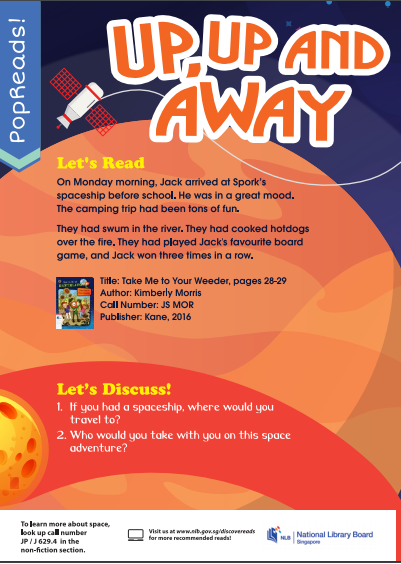 PopReads!
UP, UP AND
AWAY
Let's Read
On Monday morning, Jack arrived at Spork's
spaceship before school. He was in a great mood.
The camping trip had been tons of fun.
They had swum in the river. They had cooked hotdogs
over the fire. They had played Jack's favourite board
game, and Jack won three times in a row.
Title: Take Me to Your Weeder, pages 28-29
Author: Kimberly Morris
Call Number: JS MOR
Publisher: Kane, 2016
Let's Discuss!
1. If you had a spaceship, where would you
travel to?
2. Who would you take with you on this space
adventure?
To learn more about space,
look up call number
JP / J 629.4 in the
non-fiction section.
Visit us at www.nlb.gov.sg/discovereads
for more recommended reads!
NLB
National Library Board
Singapore